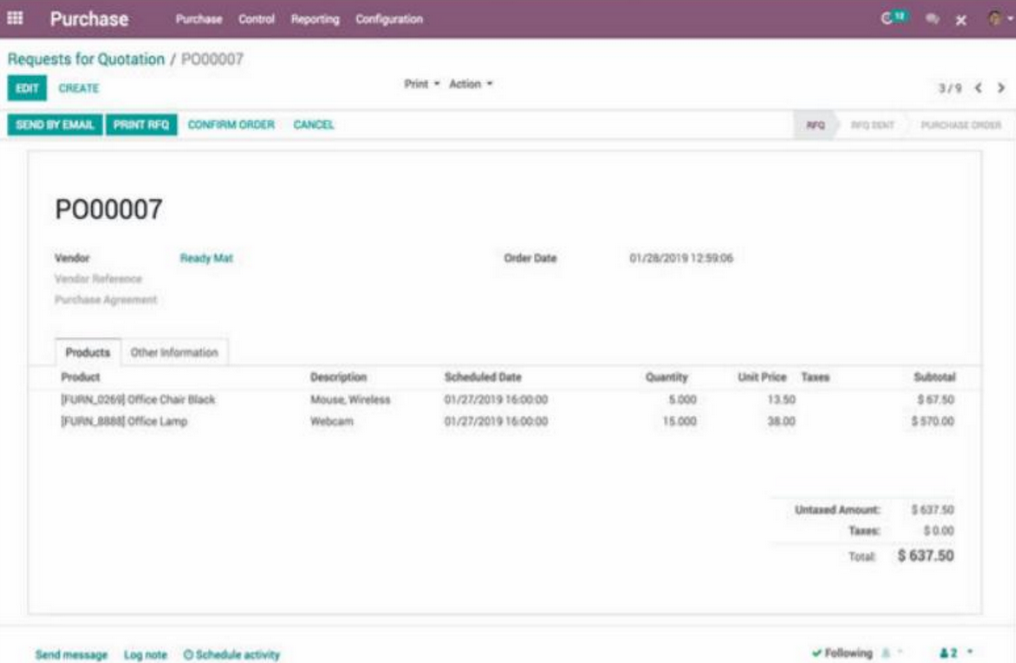 Purchase Purchase Control Reporting Configuration 12
Requests for Quotation / PO00007
EDIT CREATE Print Action 3 / 9
SEND BY EMAIL PRINT RFQ CONFIRM ORDER CANCEL RFQ RFQ SENT PURCHASE ORDER
PO00007
Vendor Ready Mat Order Date 01/28/2019 12:59:06
Vendor Reference
Purchase Agreement
Products Other Information
Product Description Scheduled Date Quantity Unit Price Taxes Subtotal
[FURN_0269] Office Chair Black Mouse, Wireless 01/27/2019 16:00:00 5.000 13.50 $ 67.50
[FURN_8888] Office Lamp Webcam 01/27/2019 16:00:00 15.000 38.00 $ 570.00
Untaxed Amount: $ 637.50
Taxes: $ 0.00
Total: $ 637.50
Send message Log note Schedule activity Following 2